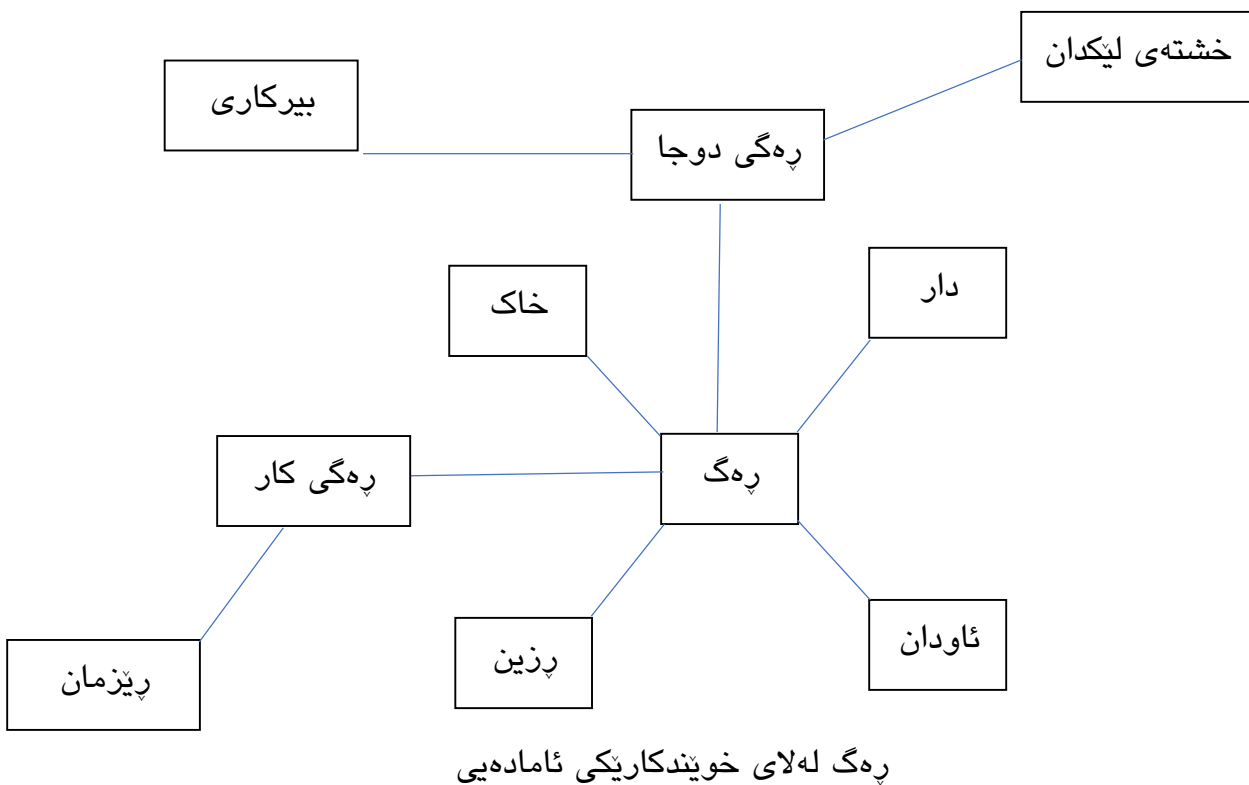 خشتەی لێکدان
بیرکاری
ڕەگی دوجا
دار
خاک
ڕەگ
ڕەگی کار
ئاودان
ڕزین
ڕێزمان
ڕەگ لەلای خوێندکارێکی ئامادەیی